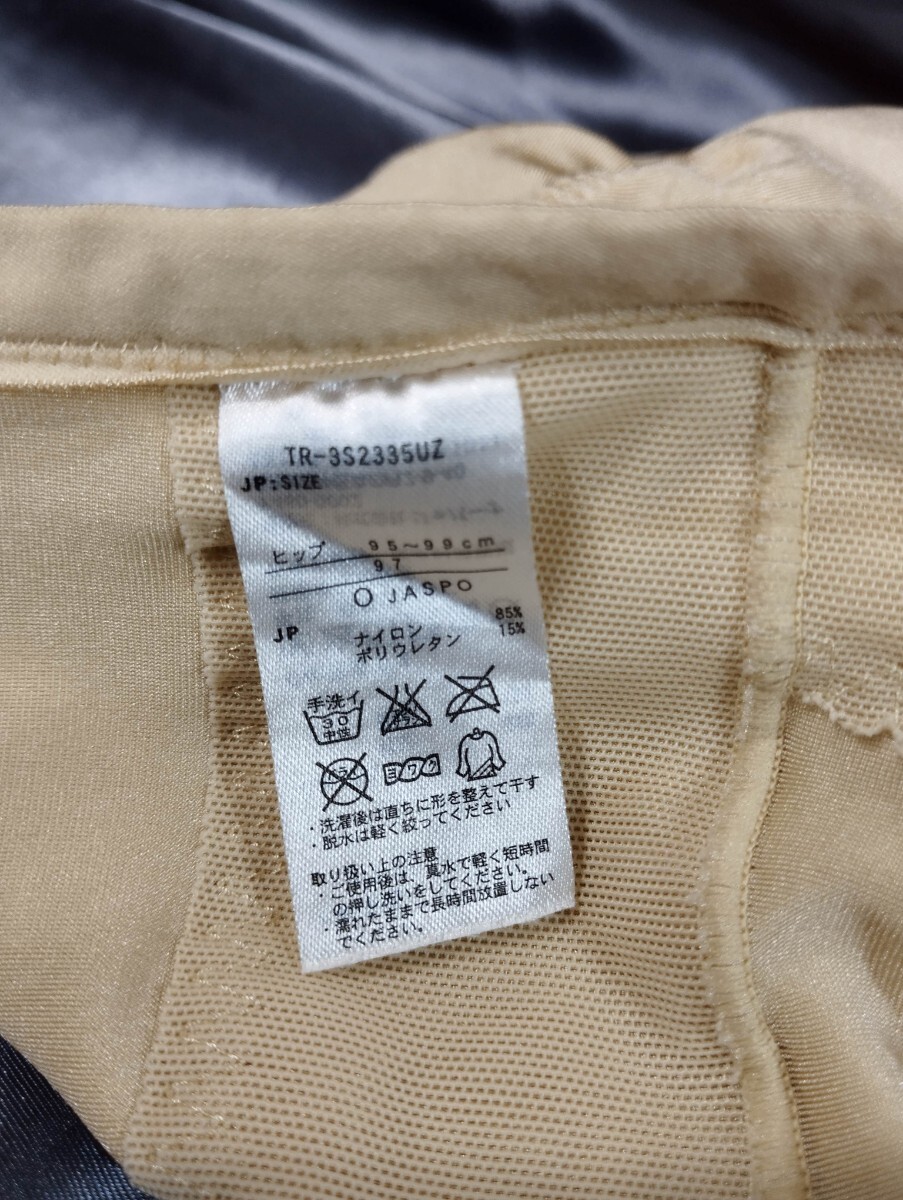 TR-3S2335UZ
JP:SIZE
ヒップ 95〜99cm
97
O JASPO
JP ナイロン 85%
ポリウレタン 15%
手洗イ
30
中性
・洗濯後は直ちに形を整えて干す
・脱水は軽く絞ってください
取り扱い上の注意
・ご使用後は、真水で軽く短時間
の押し洗いをしてください。
・濡れたままで長時間放置しない
でください。